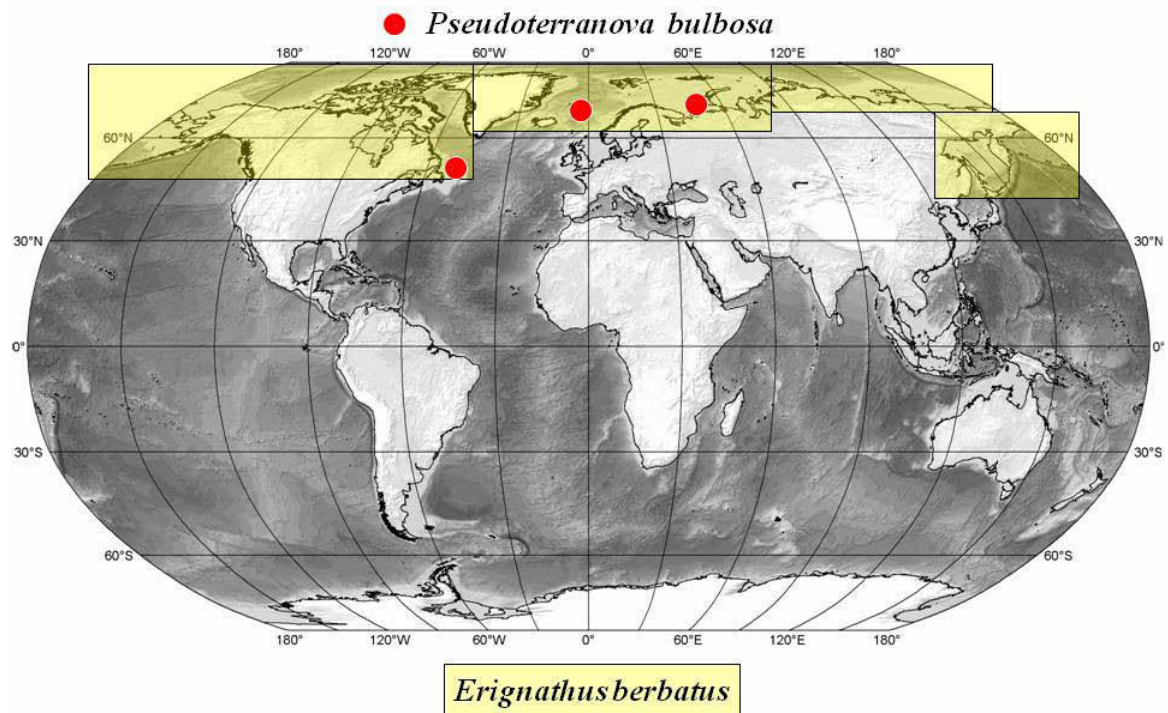 Pseudoterranova bulbosa
180° 120°W 60°W 0° 60°E 120°E 180°
60°N 60°N
30°N 30°N
0° 0°
30°S 30°S
60°S 60°S
180° 120°W 60°W 0° 60°E 120°E 180°
Erignathus berbatus